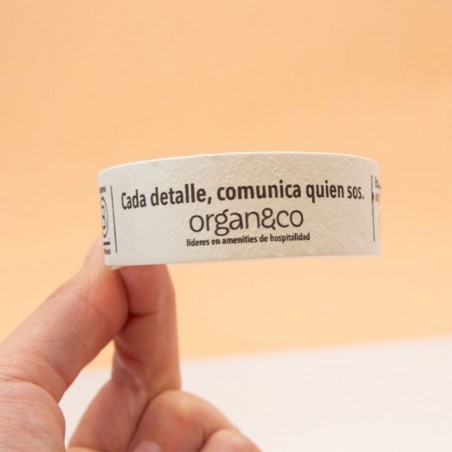 Cada detalle, comunica quien sos.
organ&co
líderes en amenities de hospitalidad